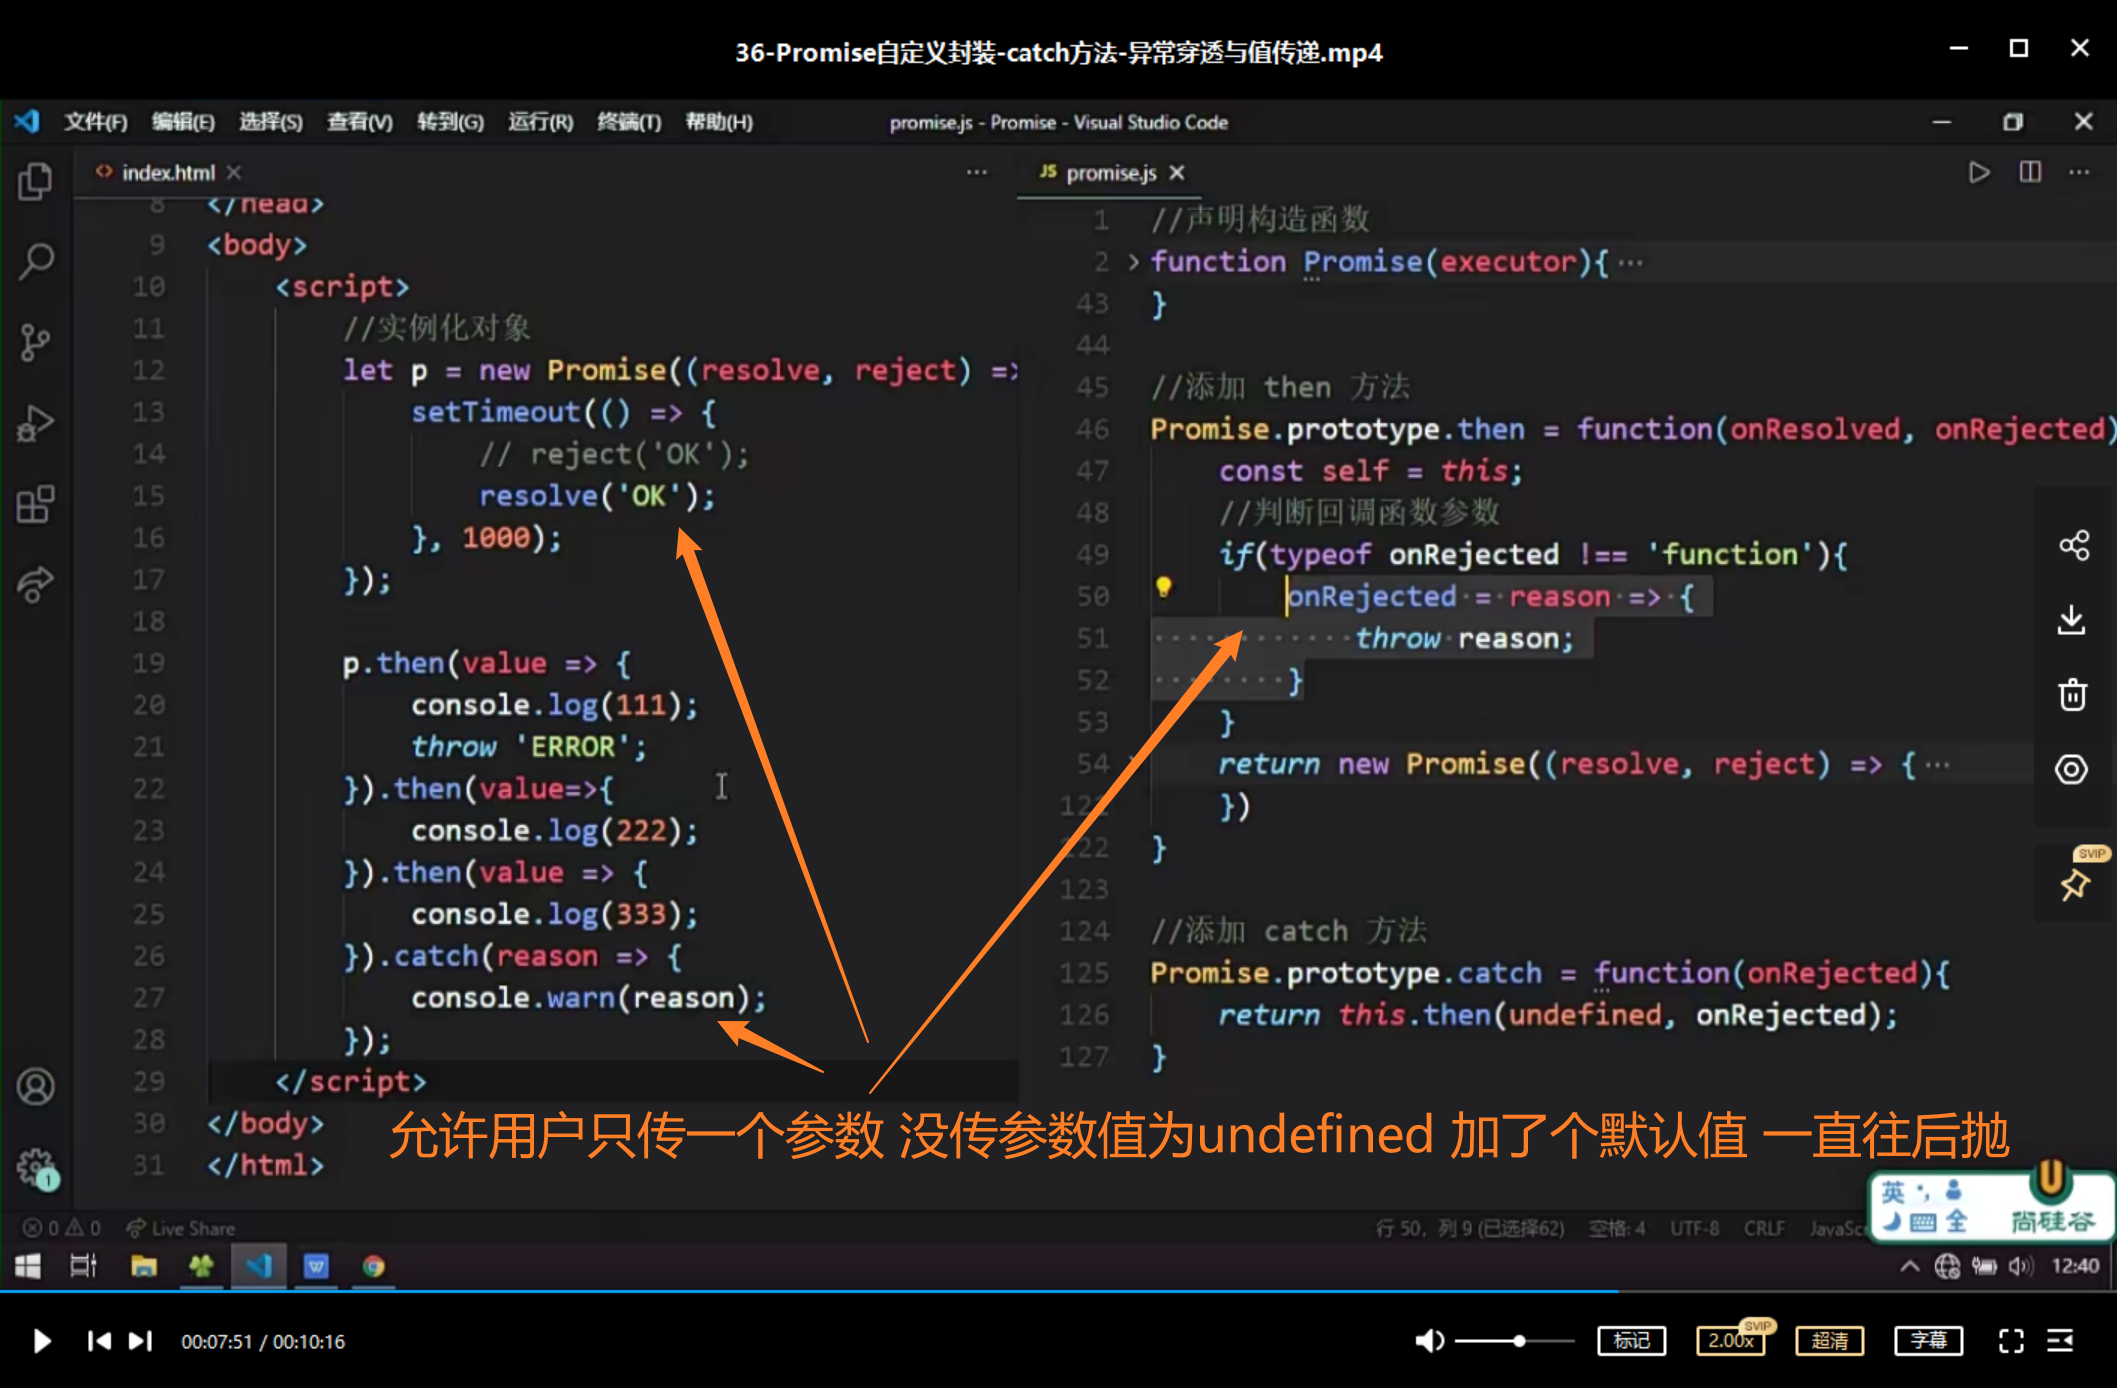 36-Promise自定义封装-catch方法-异常穿透与值传递.mp4
文件(F) 编辑(E) 选择(S) 查看(V) 转到(G) 运行(R) 终端(T) 帮助(H)
promise.js - Promise - Visual Studio Code
index.html
8 </head>
9 <body>
10 <script>
11 //实例化对象
12 let p = new Promise((resolve, reject) =>
13 setTimeout(() => {
14 // reject('OK');
15 resolve('OK');
16 }, 1000);
17 });
18
19 p.then(value => {
20 console.log(111);
21 throw 'ERROR';
22 }).then(value=>{
23 console.log(222);
24 }).then(value => {
25 console.log(333);
26 }).catch(reason => {
27 console.warn(reason);
28 });
29 </script>
30 </body>
31 </html>
JS promise.js
1 //声明构造函数
2 function Promise(executor){···
43 }
44
45 //添加 then 方法
46 Promise.prototype.then = function(onResolved, onRejected)
47 const self = this;
48 //判断回调函数参数
49 if(typeof onRejected !== 'function'){
50 onRejected = reason => {
51 throw reason;
52 }
53 }
54 return new Promise((resolve, reject) => {···
121 })
122 }
123
124 //添加 catch 方法
125 Promise.prototype.catch = function(onRejected){
126 return this.then(undefined, onRejected);
127 }
允许用户只传一个参数 没传参数值为undefined 加了个默认值 一直往后抛
SVIP
1
0 0 Live Share
行 50，列 9 (已选择62) 空格: 4 UTF-8 CRLF JavaSc
英 全
尚硅谷
12:40
00:07:51 / 00:10:16
标记 2.00x SVIP 超清 字幕